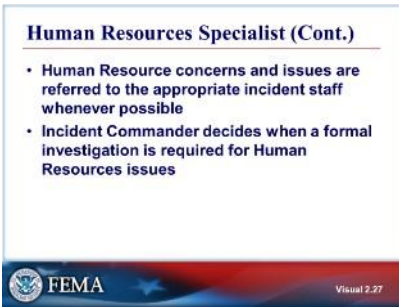 Human Resources Specialist (Cont.)
• Human Resource concerns and issues are
referred to the appropriate incident staff
whenever possible
• Incident Commander decides when a formal
investigation is required for Human
Resources issues
FEMA
Visual 2.27